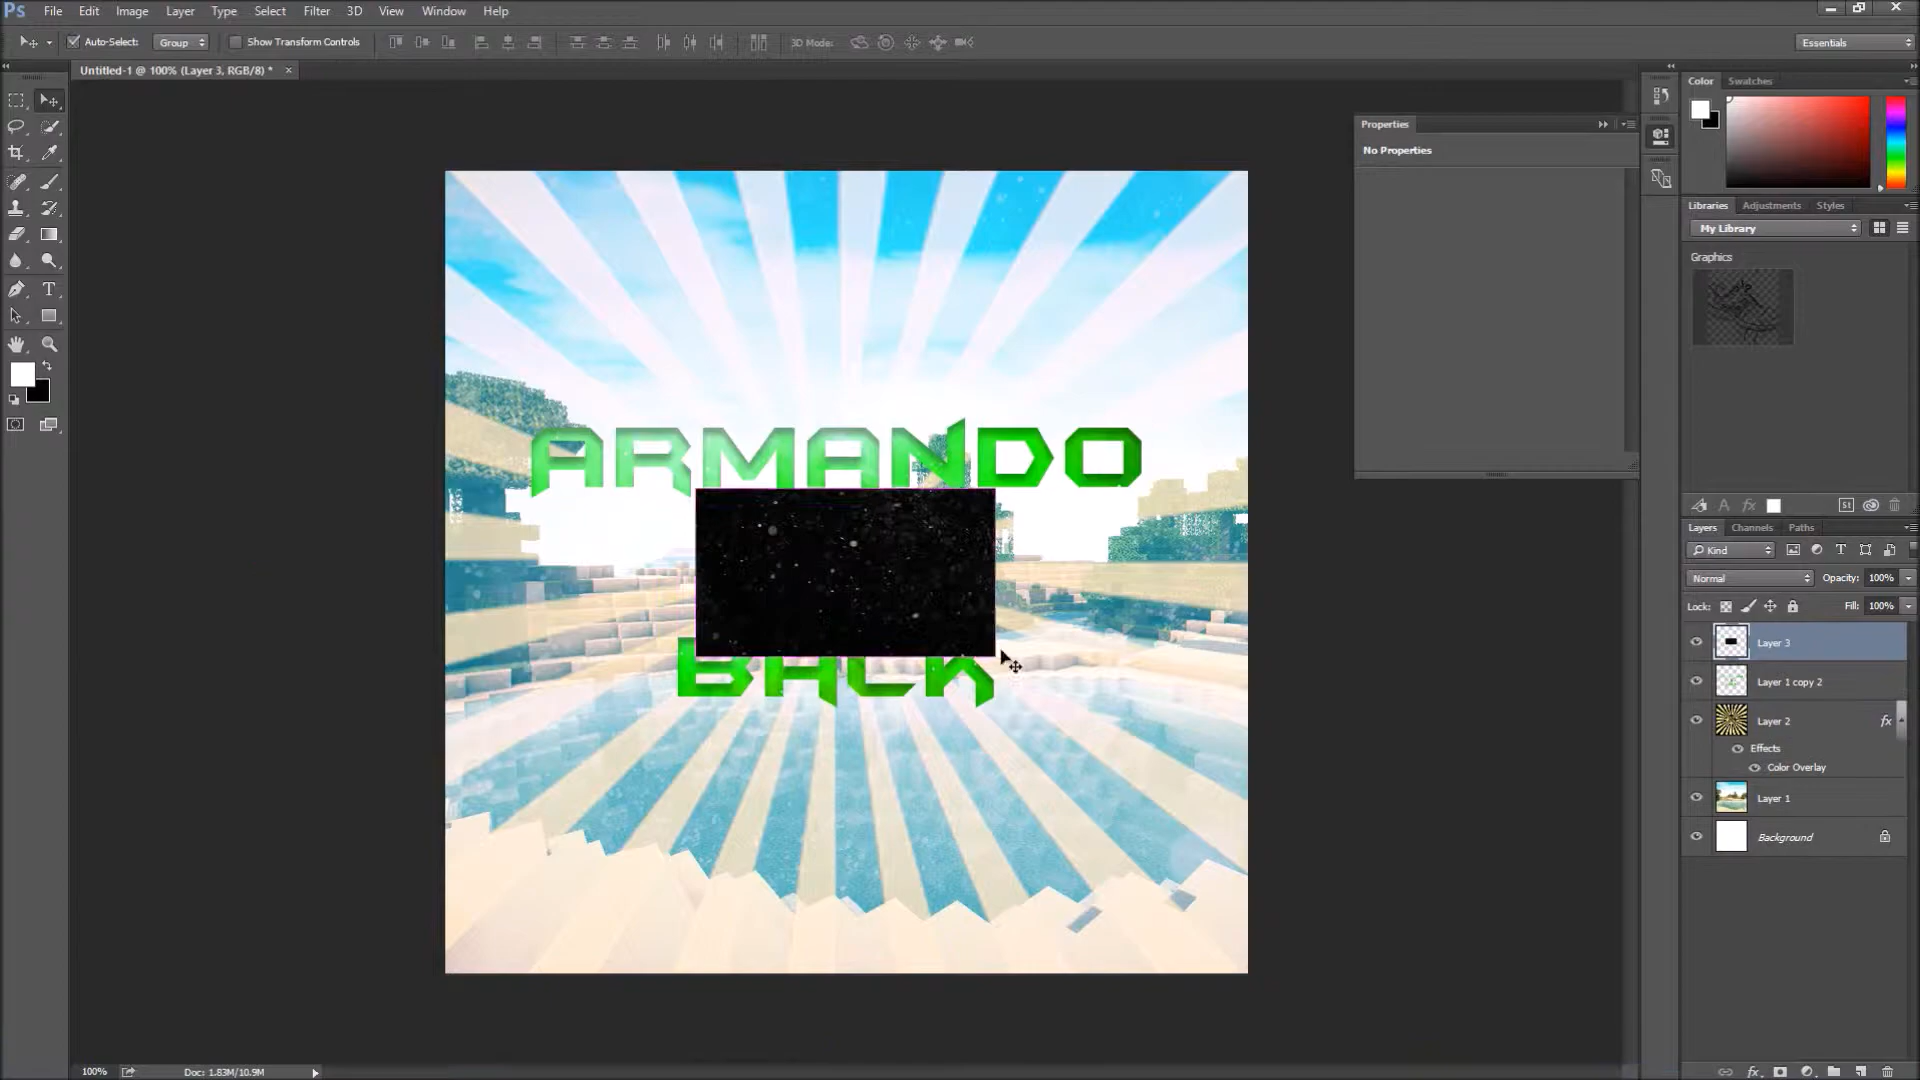 Ps File Edit Image Layer Type Select Filter 3D View Window Help
Auto-Select: Group Show Transform Controls 3D Mode: Essentials
Untitled-1 @ 100% (Layer 3, RGB/8) * ×
Color Swatches
Properties
No Properties
Libraries Adjustments Styles
My Library
Graphics
ARMANDO
BACK
Layers Channels Paths
Kind
Normal Opacity: 100%
Lock: Fill: 100%
Layer 3
Layer 1 copy 2
Layer 2 fx
Effects
Color Overlay
Layer 1
Background
100% Doc: 1.83M/10.9M